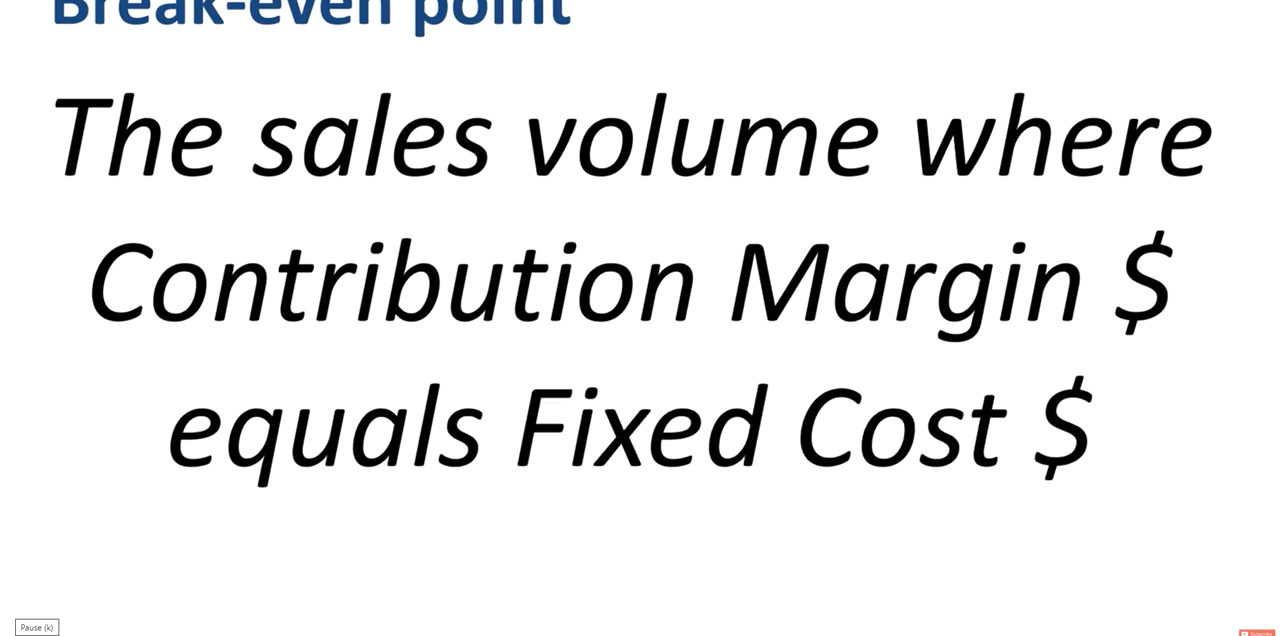 Break-even point
The sales volume where
Contribution Margin $
equals Fixed Cost $
Pause (k)